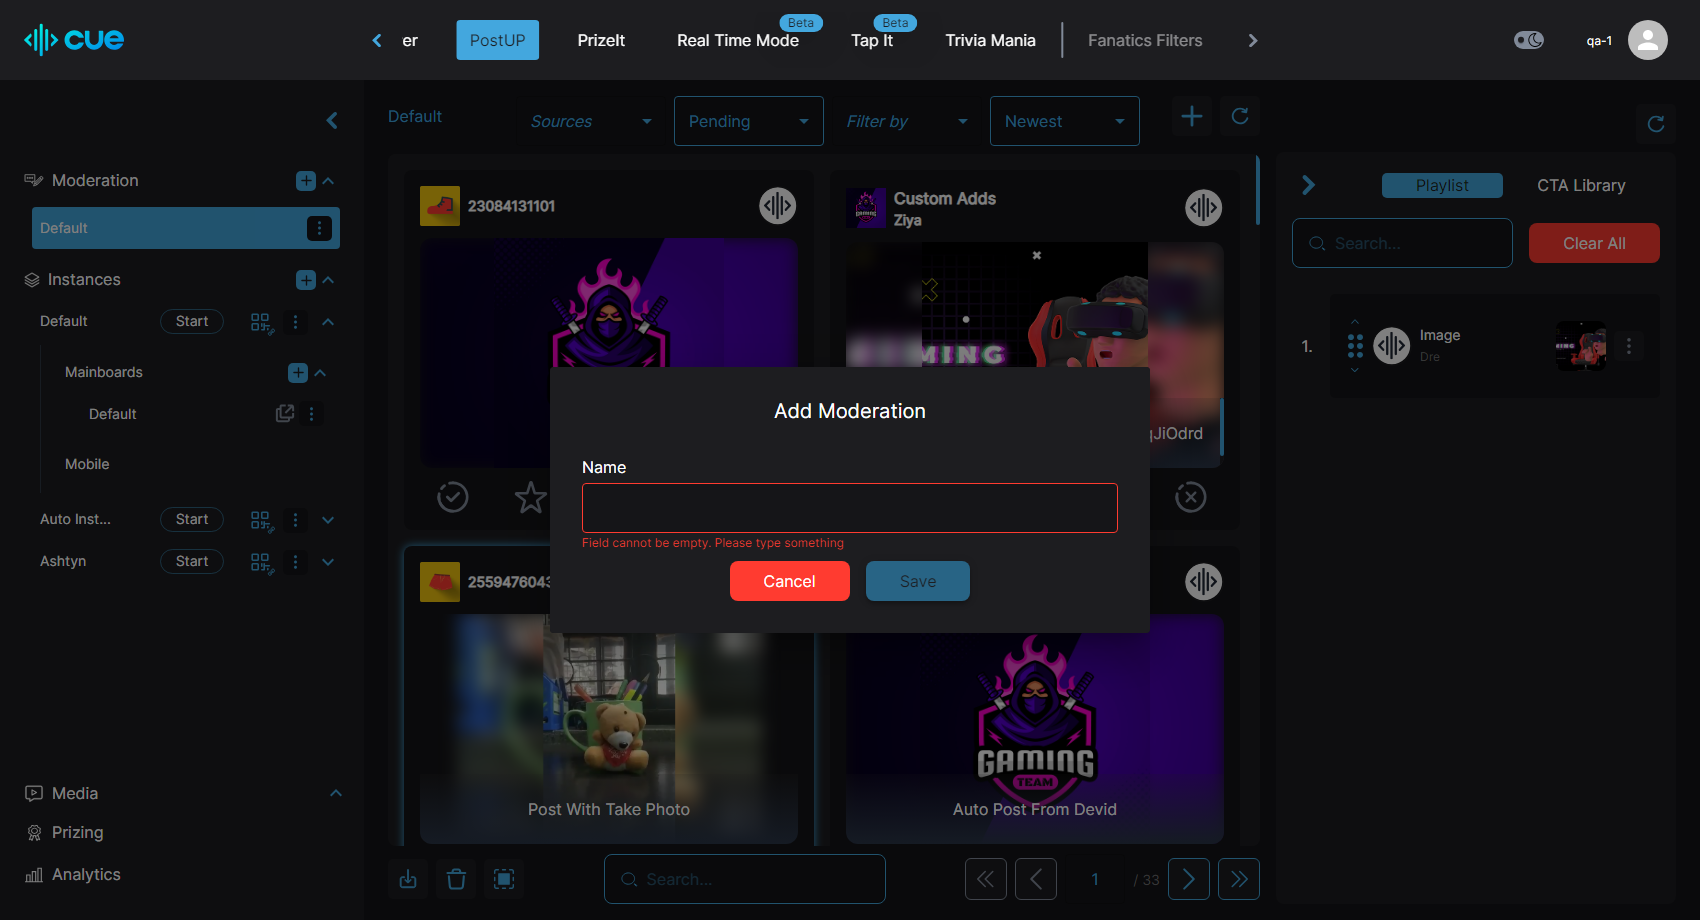 cue
er
PostUP
PrizeIt
Real Time Mode
Beta
Tap It
Beta
Trivia Mania
Fanatics Filters
qa-1
Moderation
Default
Instances
Default
Start
Mainboards
Default
Mobile
Auto Inst...
Start
Ashtyn
Start
Media
Prizing
Analytics
Default
Sources
Pending
Filter by
Newest
23084131101
Custom Adds
Ziya
MING
qJiOdrd
Add Moderation
Name
Field cannot be empty. Please type something
Cancel
Save
2559476043
Post With Take Photo
GAMING
TEAM
Auto Post From Devid
Search...
1
/ 33
Playlist
CTA Library
Search...
Clear All
1.
Image
Dre